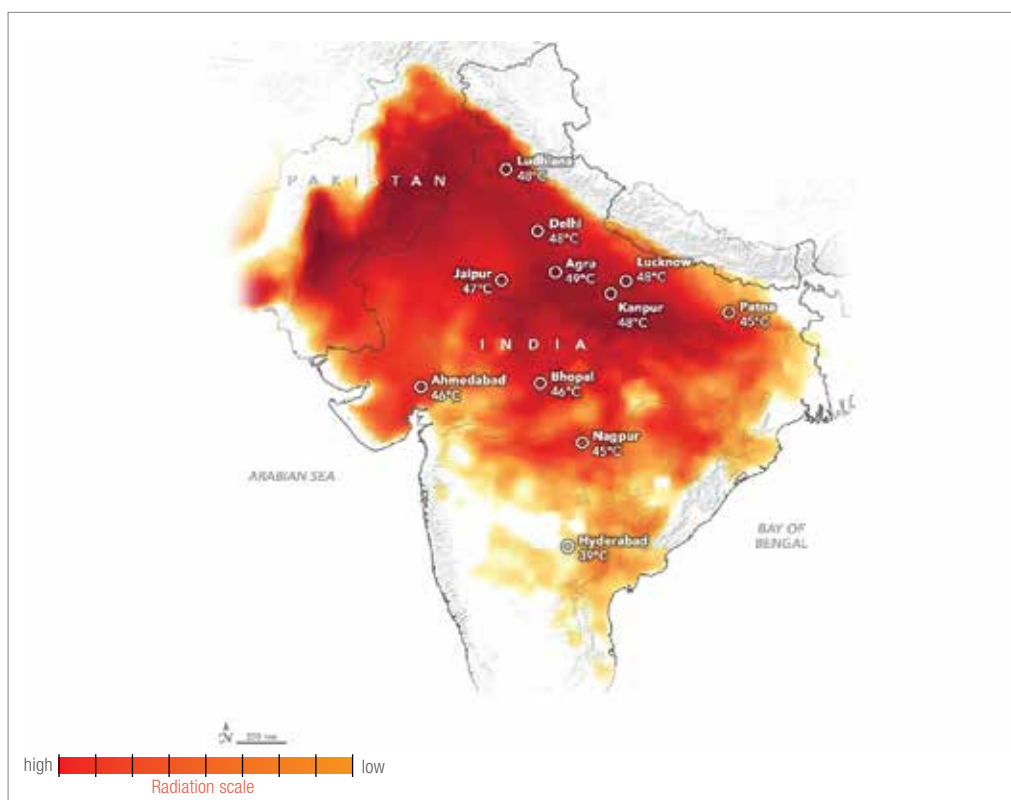 Ludhiana
48°C
PAKISTAN
Delhi
48°C
Agra
49°C
Lucknow
48°C
Jaipur
47°C
Kanpur
48°C
Patna
45°C
INDIA
Ahmedabad
46°C
Bhopal
46°C
Nagpur
45°C
ARABIAN SEA
BAY OF
BENGAL
Hyderabad
39°C
N
high
low
Radiation scale